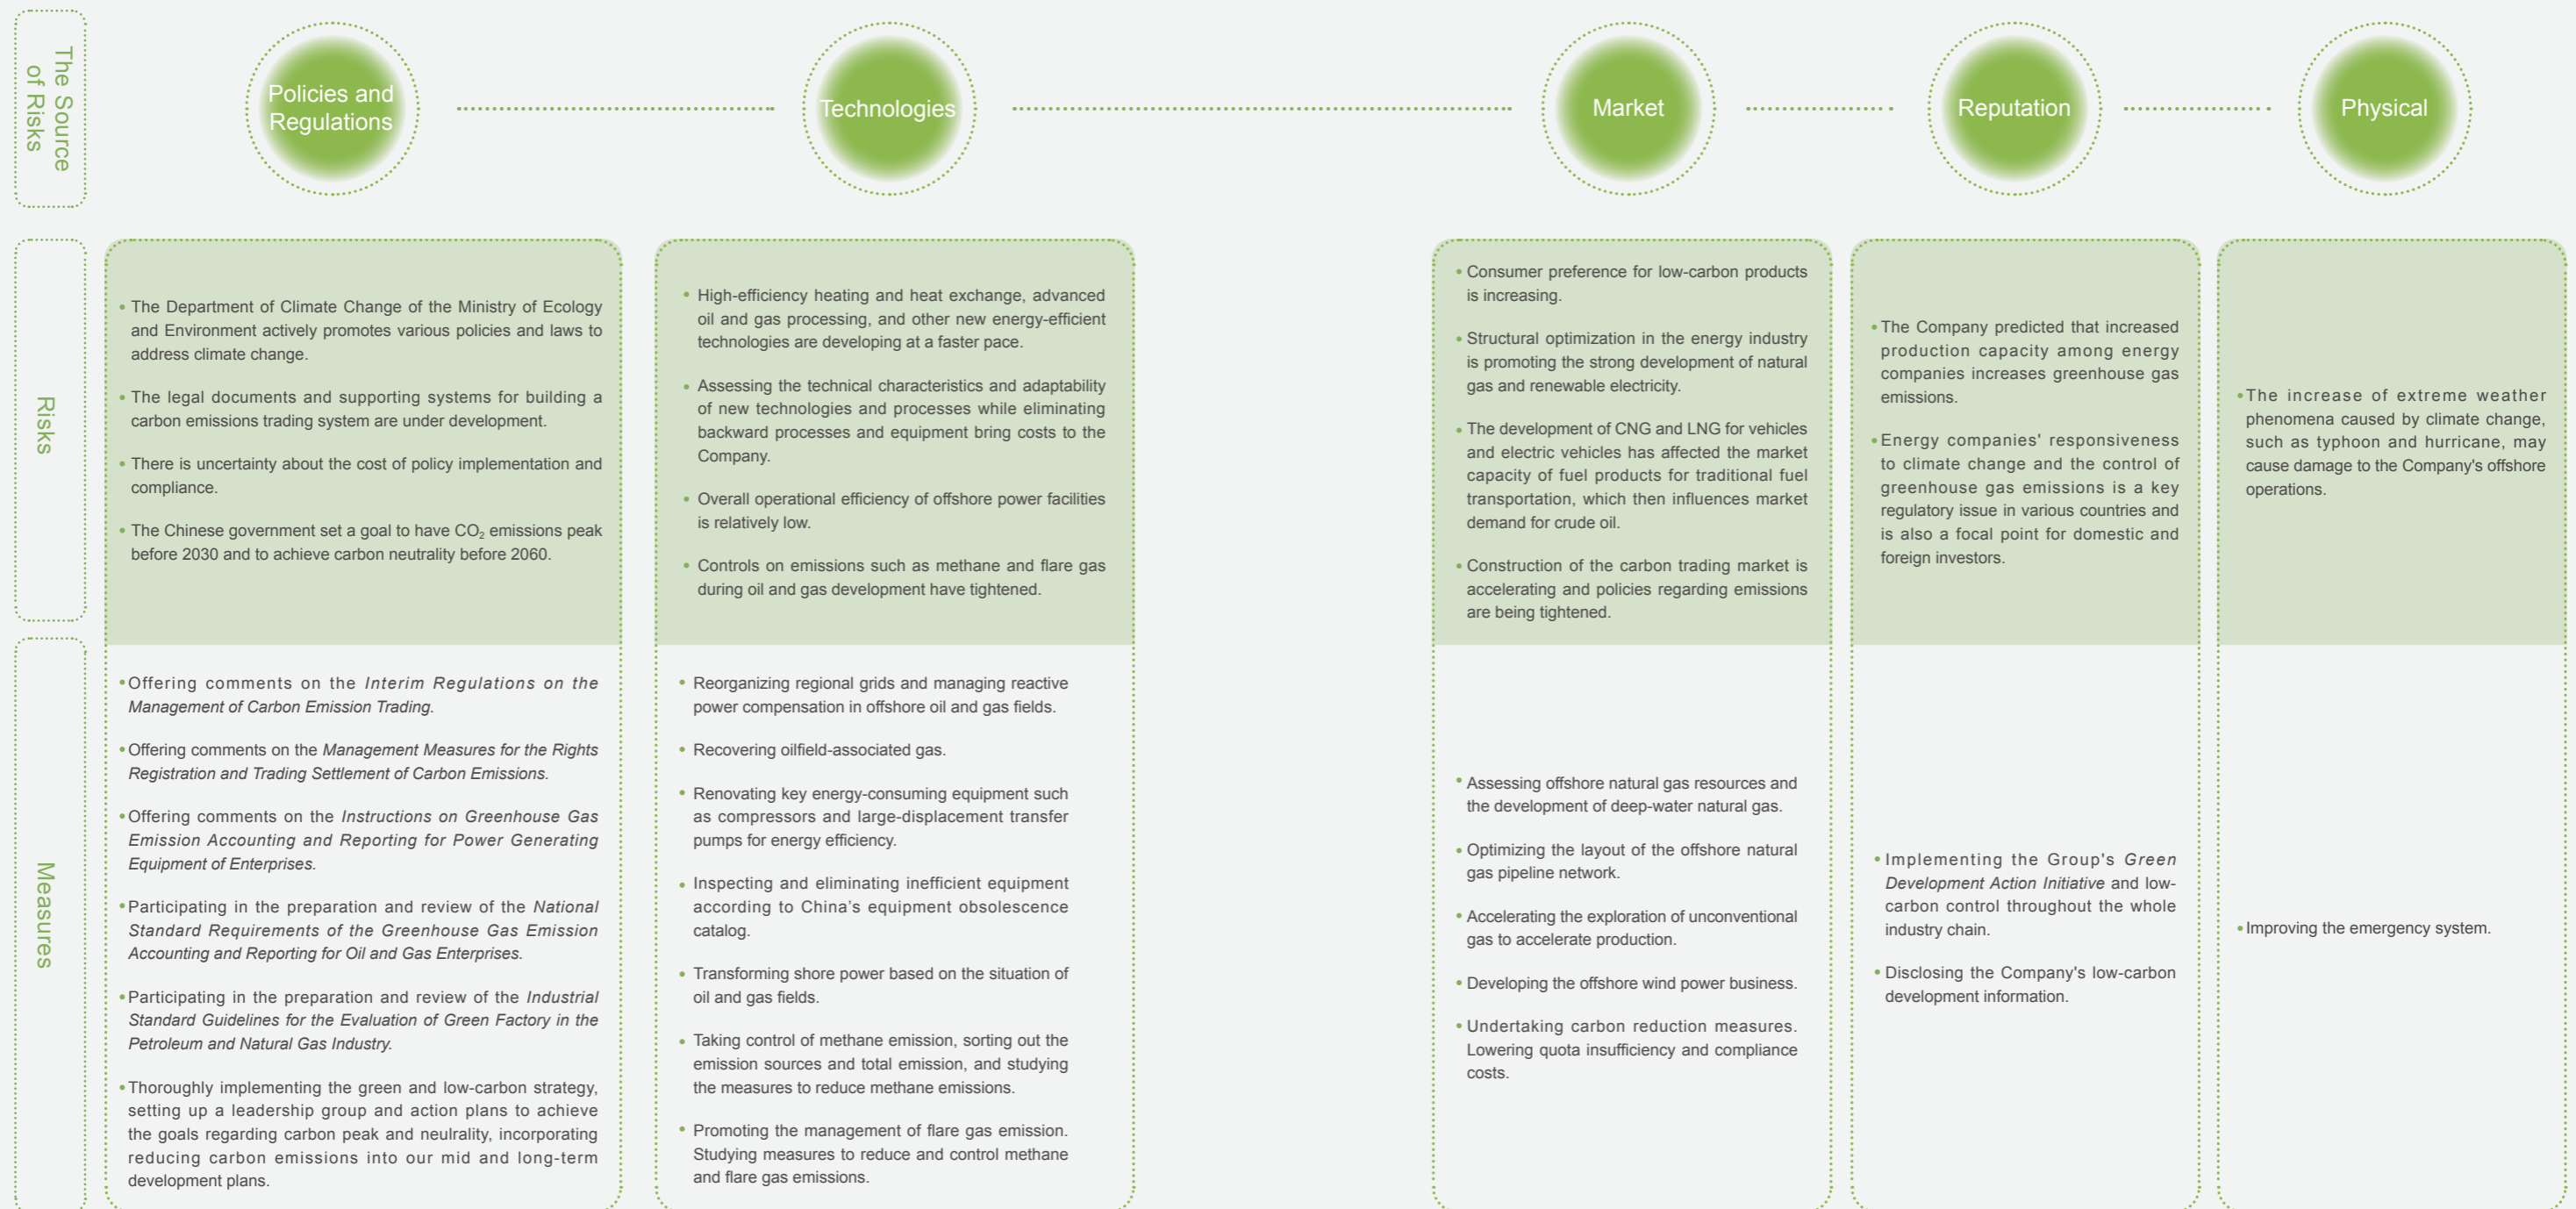 The Source
of Risks
Policies and
Regulations
Technologies
Market
Reputation
Physical
Risks
• The Department of Climate Change of the Ministry of Ecology
and Environment actively promotes various policies and laws to
address climate change.
• The legal documents and supporting systems for building a
carbon emissions trading system are under development.
• There is uncertainty about the cost of policy implementation and
compliance.
• The Chinese government set a goal to have CO₂ emissions peak
before 2030 and to achieve carbon neutrality before 2060.
• High-efficiency heating and heat exchange, advanced
oil and gas processing, and other new energy-efficient
technologies are developing at a faster pace.
• Assessing the technical characteristics and adaptability
of new technologies and processes while eliminating
backward processes and equipment bring costs to the
Company.
• Overall operational efficiency of offshore power facilities
is relatively low.
• Controls on emissions such as methane and flare gas
during oil and gas development have tightened.
• Consumer preference for low-carbon products
is increasing.
• Structural optimization in the energy industry
is promoting the strong development of natural
gas and renewable electricity.
• The development of CNG and LNG for vehicles
and electric vehicles has affected the market
capacity of fuel products for traditional fuel
transportation, which then influences market
demand for crude oil.
• Construction of the carbon trading market is
accelerating and policies regarding emissions
are being tightened.
• The Company predicted that increased
production capacity among energy
companies increases greenhouse gas
emissions.
• Energy companies' responsiveness
to climate change and the control of
greenhouse gas emissions is a key
regulatory issue in various countries and
is also a focal point for domestic and
foreign investors.
• The increase of extreme weather
phenomena caused by climate change,
such as typhoon and hurricane, may
cause damage to the Company's offshore
operations.
Measures
• Offering comments on the Interim Regulations on the
Management of Carbon Emission Trading.
• Offering comments on the Management Measures for the Rights
Registration and Trading Settlement of Carbon Emissions.
• Offering comments on the Instructions on Greenhouse Gas
Emission Accounting and Reporting for Power Generating
Equipment of Enterprises.
• Participating in the preparation and review of the National
Standard Requirements of the Greenhouse Gas Emission
Accounting and Reporting for Oil and Gas Enterprises.
• Participating in the preparation and review of the Industrial
Standard Guidelines for the Evaluation of Green Factory in the
Petroleum and Natural Gas Industry.
• Thoroughly implementing the green and low-carbon strategy,
setting up a leadership group and action plans to achieve
the goals regarding carbon peak and neulrality, incorporating
reducing carbon emissions into our mid and long-term
development plans.
• Reorganizing regional grids and managing reactive
power compensation in offshore oil and gas fields.
• Recovering oilfield-associated gas.
• Renovating key energy-consuming equipment such
as compressors and large-displacement transfer
pumps for energy efficiency.
• Inspecting and eliminating inefficient equipment
according to China's equipment obsolescence
catalog.
• Transforming shore power based on the situation of
oil and gas fields.
• Taking control of methane emission, sorting out the
emission sources and total emission, and studying
the measures to reduce methane emissions.
• Promoting the management of flare gas emission.
Studying measures to reduce and control methane
and flare gas emissions.
• Assessing offshore natural gas resources and
the development of deep-water natural gas.
• Optimizing the layout of the offshore natural
gas pipeline network.
• Accelerating the exploration of unconventional
gas to accelerate production.
• Developing the offshore wind power business.
• Undertaking carbon reduction measures.
Lowering quota insufficiency and compliance
costs.
• Implementing the Group's Green
Development Action Initiative and low-
carbon control throughout the whole
industry chain.
• Disclosing the Company's low-carbon
development information.
• Improving the emergency system.